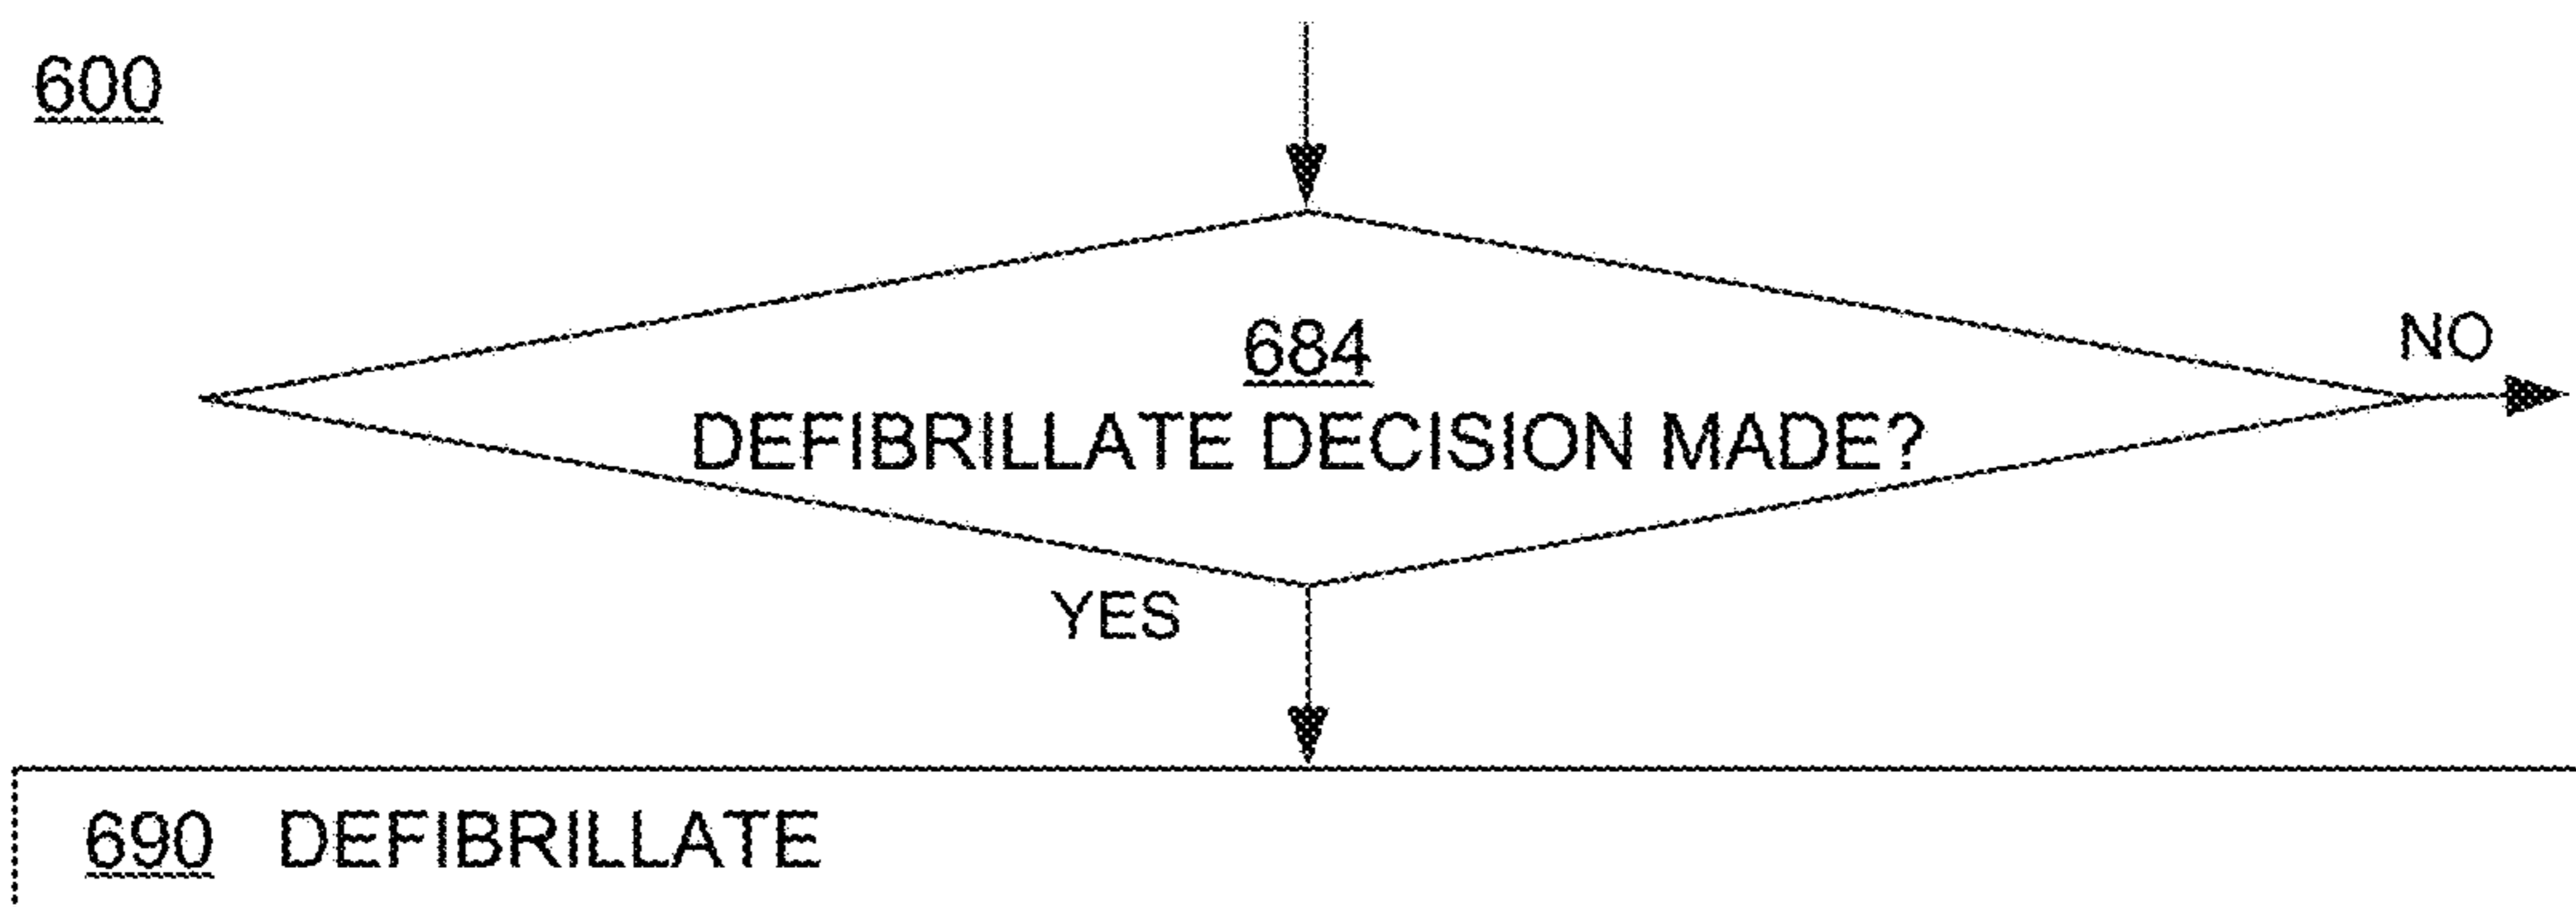 600
684
NO
DEFIBRILLATE DECISION MADE?
YES
690 DEFIBRILLATE